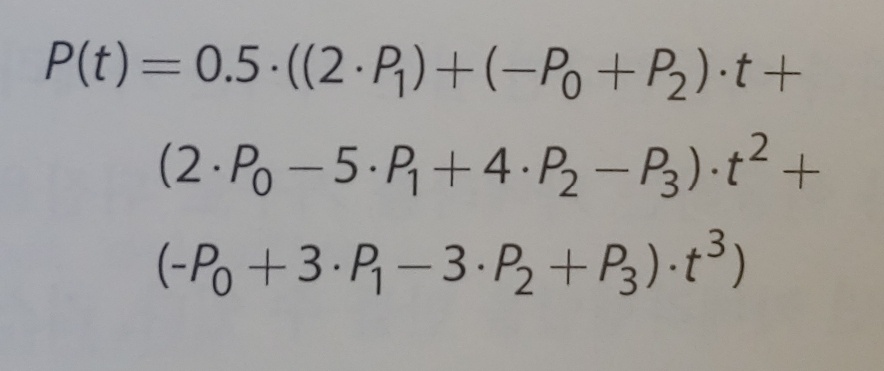 P(t) = 0.5·((2·P₁) + (−P₀ + P₂)·t +
(2·P₀ − 5·P₁ + 4·P₂ − P₃)·t² +
(-P₀ + 3·P₁ − 3·P₂ + P₃)·t³)